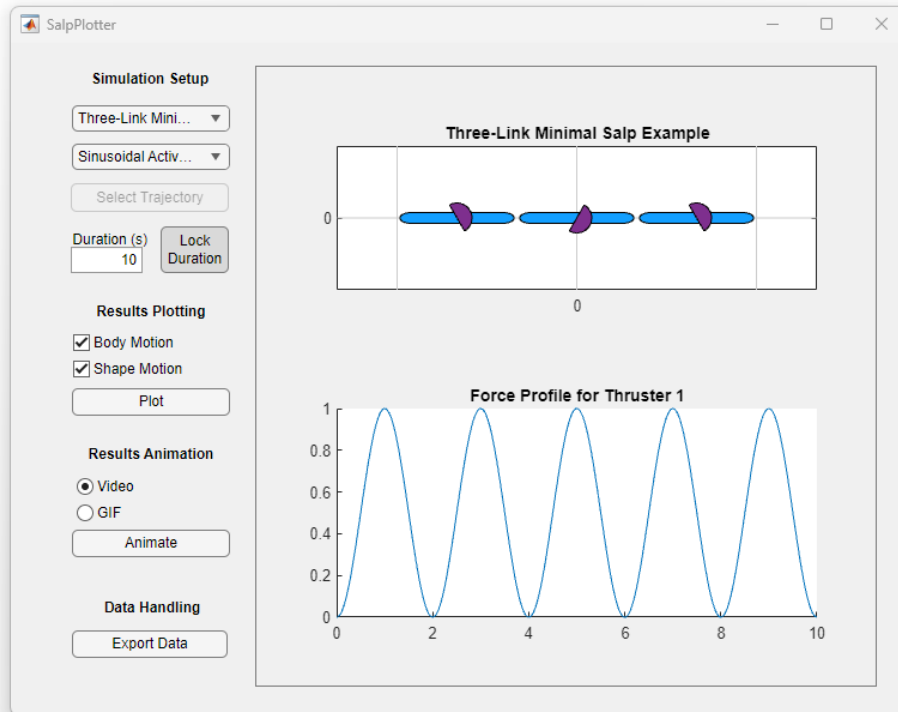 SalpPlotter
Simulation Setup
Three-Link Mini...
Sinusoidal Activ...
Select Trajectory
Duration (s)
10
Lock
Duration
Results Plotting
Body Motion
Shape Motion
Plot
Results Animation
Video
GIF
Animate
Data Handling
Export Data
Three-Link Minimal Salp Example
0
0
Force Profile for Thruster 1
1
0.8
0.6
0.4
0.2
0
0 2 4 6 8 10